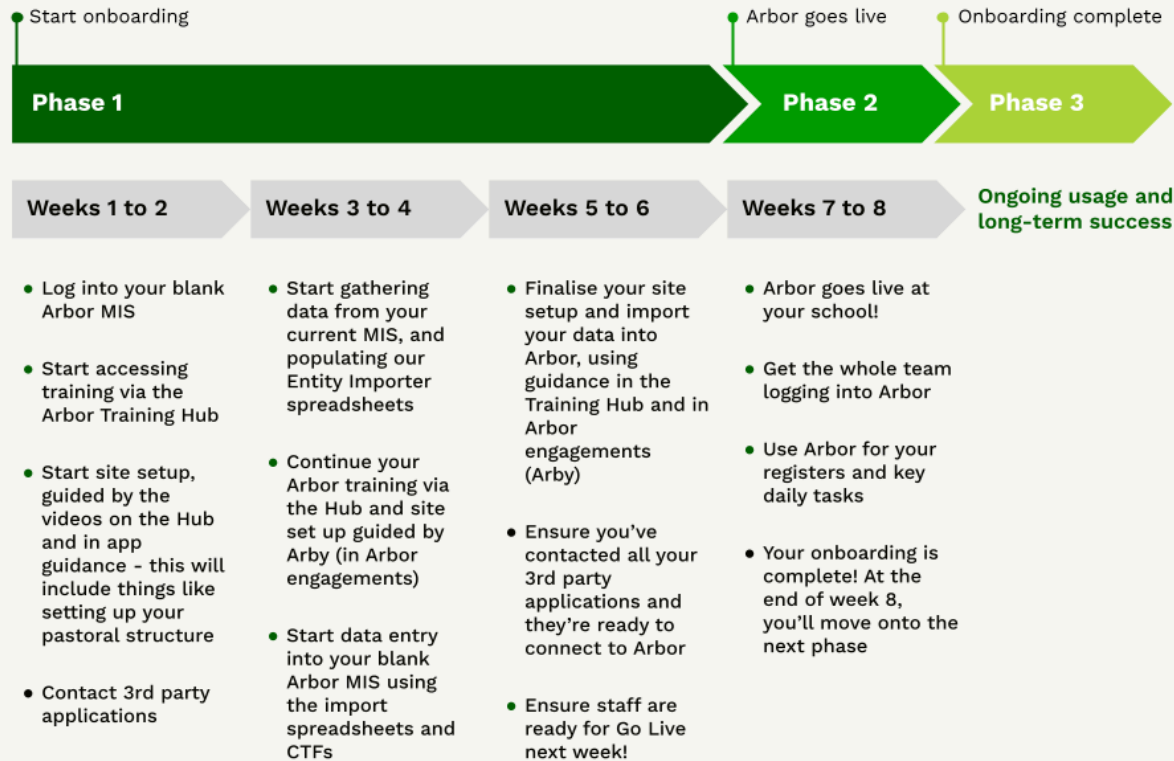 Start onboarding
Arbor goes live
Onboarding complete
Phase 1
Phase 2
Phase 3
Weeks 1 to 2
Weeks 3 to 4
Weeks 5 to 6
Weeks 7 to 8
Ongoing usage and
long-term success
• Log into your blank
Arbor MIS
• Start accessing
training via the
Arbor Training Hub
• Start site setup,
guided by the
videos on the Hub
and in app
guidance - this will
include things like
setting up your
pastoral structure
• Contact 3rd party
applications
• Start gathering
data from your
current MIS, and
populating our
Entity Importer
spreadsheets
• Continue your
Arbor training via
the Hub and site
set up guided by
Arby (in Arbor
engagements)
• Start data entry
into your blank
Arbor MIS using
the import
spreadsheets and
CTFs
• Finalise your site
setup and import
your data into
Arbor, using
guidance in the
Training Hub and in
Arbor
engagements
(Arby)
• Ensure you've
contacted all your
3rd party
applications and
they're ready to
connect to Arbor
• Ensure staff are
ready for Go Live
next week!
• Arbor goes live at
your school!
• Get the whole team
logging into Arbor
• Use Arbor for your
registers and key
daily tasks
• Your onboarding is
complete! At the
end of week 8,
you'll move onto the
next phase